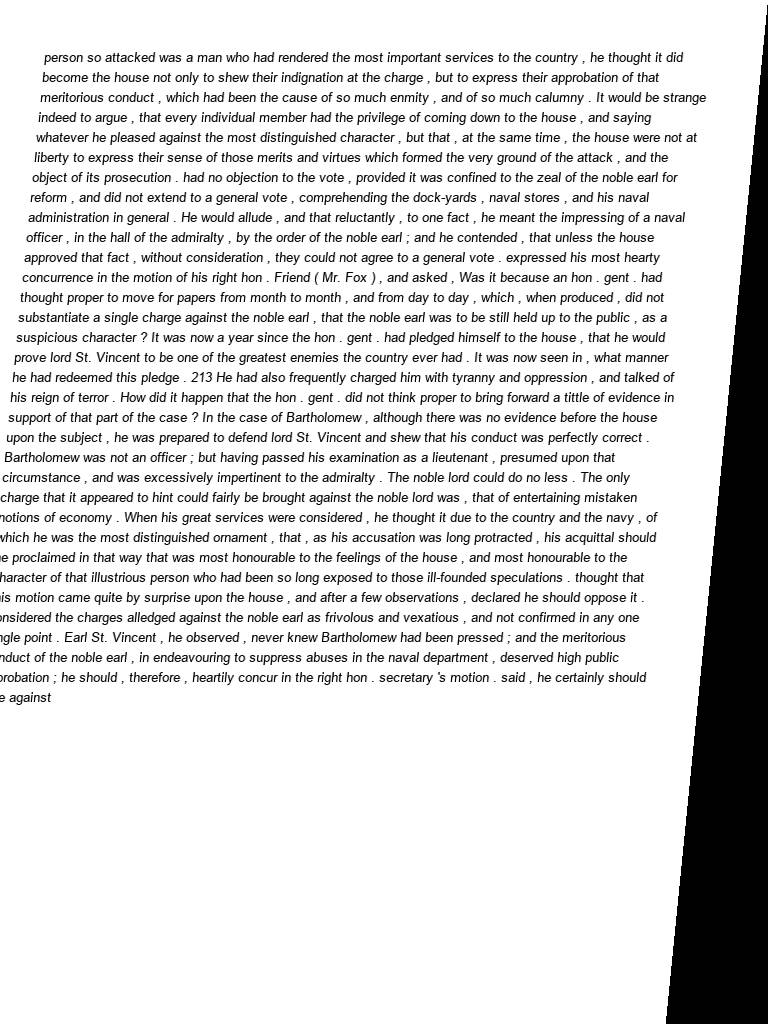 person so attacked was a man who had rendered the most important services to the country , he thought it did
become the house not only to shew their indignation at the charge , but to express their approbation of that
meritorious conduct , which had been the cause of so much enmity , and of so much calumny . It would be strange
indeed to argue , that every individual member had the privilege of coming down to the house , and saying
whatever he pleased against the most distinguished character , but that , at the same time , the house were not at
liberty to express their sense of those merits and virtues which formed the very ground of the attack , and the
object of its prosecution . had no objection to the vote , provided it was confined to the zeal of the noble earl for
reform , and did not extend to a general vote , comprehending the dock-yards , naval stores , and his naval
administration in general . He would allude , and that reluctantly , to one fact , he meant the impressing of a naval
officer , in the hall of the admiralty , by the order of the noble earl ; and he contended , that unless the house
approved that fact , without consideration , they could not agree to a general vote . expressed his most hearty
concurrence in the motion of his right hon . Friend ( Mr. Fox ) , and asked , Was it because an hon . gent . had
thought proper to move for papers from month to month , and from day to day , which , when produced , did not
substantiate a single charge against the noble earl , that the noble earl was to be still held up to the public , as a
suspicious character ? It was now a year since the hon . gent . had pledged himself to the house , that he would
prove lord St. Vincent to be one of the greatest enemies the country ever had . It was now seen in , what manner
he had redeemed this pledge . 213 He had also frequently charged him with tyranny and oppression , and talked of
his reign of terror . How did it happen that the hon . gent . did not think proper to bring forward a tittle of evidence in
support of that part of the case ? In the case of Bartholomew , although there was no evidence before the house
upon the subject , he was prepared to defend lord St. Vincent and shew that his conduct was perfectly correct .
Bartholomew was not an officer ; but having passed his examination as a lieutenant , presumed upon that
circumstance , and was excessively impertinent to the admiralty . The noble lord could do no less . The only
charge that it appeared to hint could fairly be brought against the noble lord was , that of entertaining mistaken
notions of economy . When his great services were considered , he thought it due to the country and the navy , of
which he was the most distinguished ornament , that , as his accusation was long protracted , his acquittal should
proclaimed in that way that was most honourable to the feelings of the house , and most honourable to the
haracter of that illustrious person who had been so long exposed to those ill-founded speculations . thought that
is motion came quite by surprise upon the house , and after a few observations , declared he should oppose it .
onsidered the charges alledged against the noble earl as frivolous and vexatious , and not confirmed in any one
ngle point . Earl St. Vincent , he observed , never knew Bartholomew had been pressed ; and the meritorious
nduct of the noble earl , in endeavouring to suppress abuses in the naval department , deserved high public
probation ; he should , therefore , heartily concur in the right hon . secretary 's motion . said , he certainly should
e against